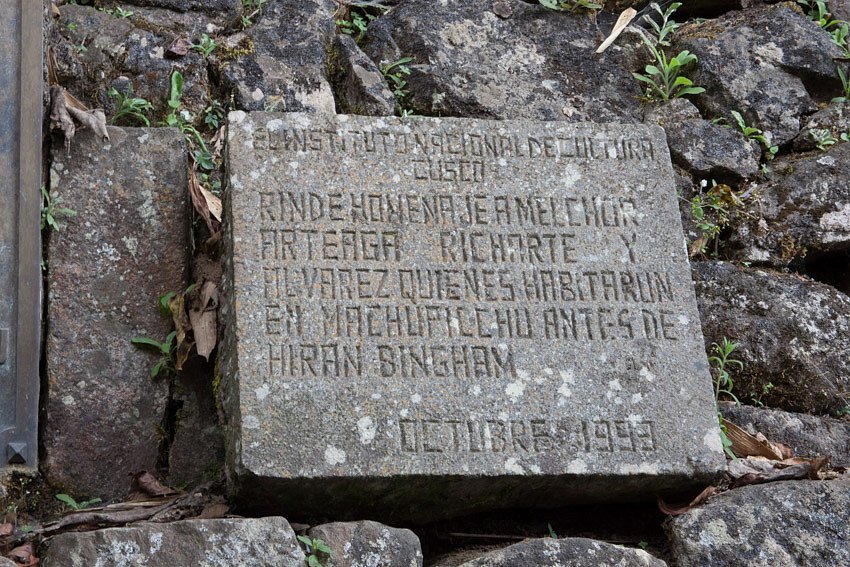 EL INSTITUTO NACIONAL DE CULTURA
CUSCO
RINDE HOMENAJE A MELCHOR
ARTEAGA RICHARTE Y
ALVAREZ QUIENES HABITARON
EN MACHUPICCHU ANTES DE
HIRAN BINGHAM
OCTUBRE 1993